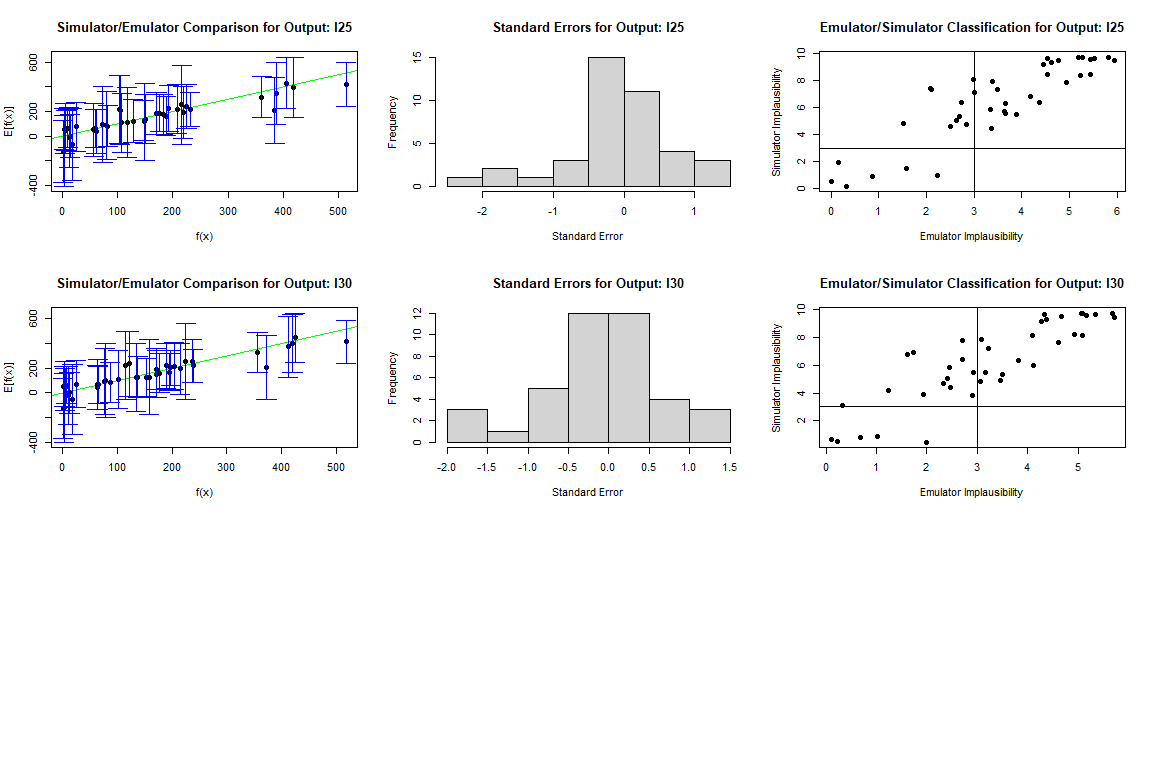 Simulator/Emulator Comparison for Output: I25
E[f(x)]
600
200
0
-400
0 100 200 300 400 500
f(x)
Standard Errors for Output: I25
Frequency
15
10
5
0
-2 -1 0 1
Standard Error
Emulator/Simulator Classification for Output: I25
Simulator Implausibility
10
8
6
4
2
0
0 1 2 3 4 5 6
Emulator Implausibility
Simulator/Emulator Comparison for Output: I30
E[f(x)]
600
200
0
-400
0 100 200 300 400 500
f(x)
Standard Errors for Output: I30
Frequency
12
10
8
6
4
2
0
-2.0 -1.5 -1.0 -0.5 0.0 0.5 1.0 1.5
Standard Error
Emulator/Simulator Classification for Output: I30
Simulator Implausibility
10
8
6
4
2
0 1 2 3 4 5
Emulator Implausibility